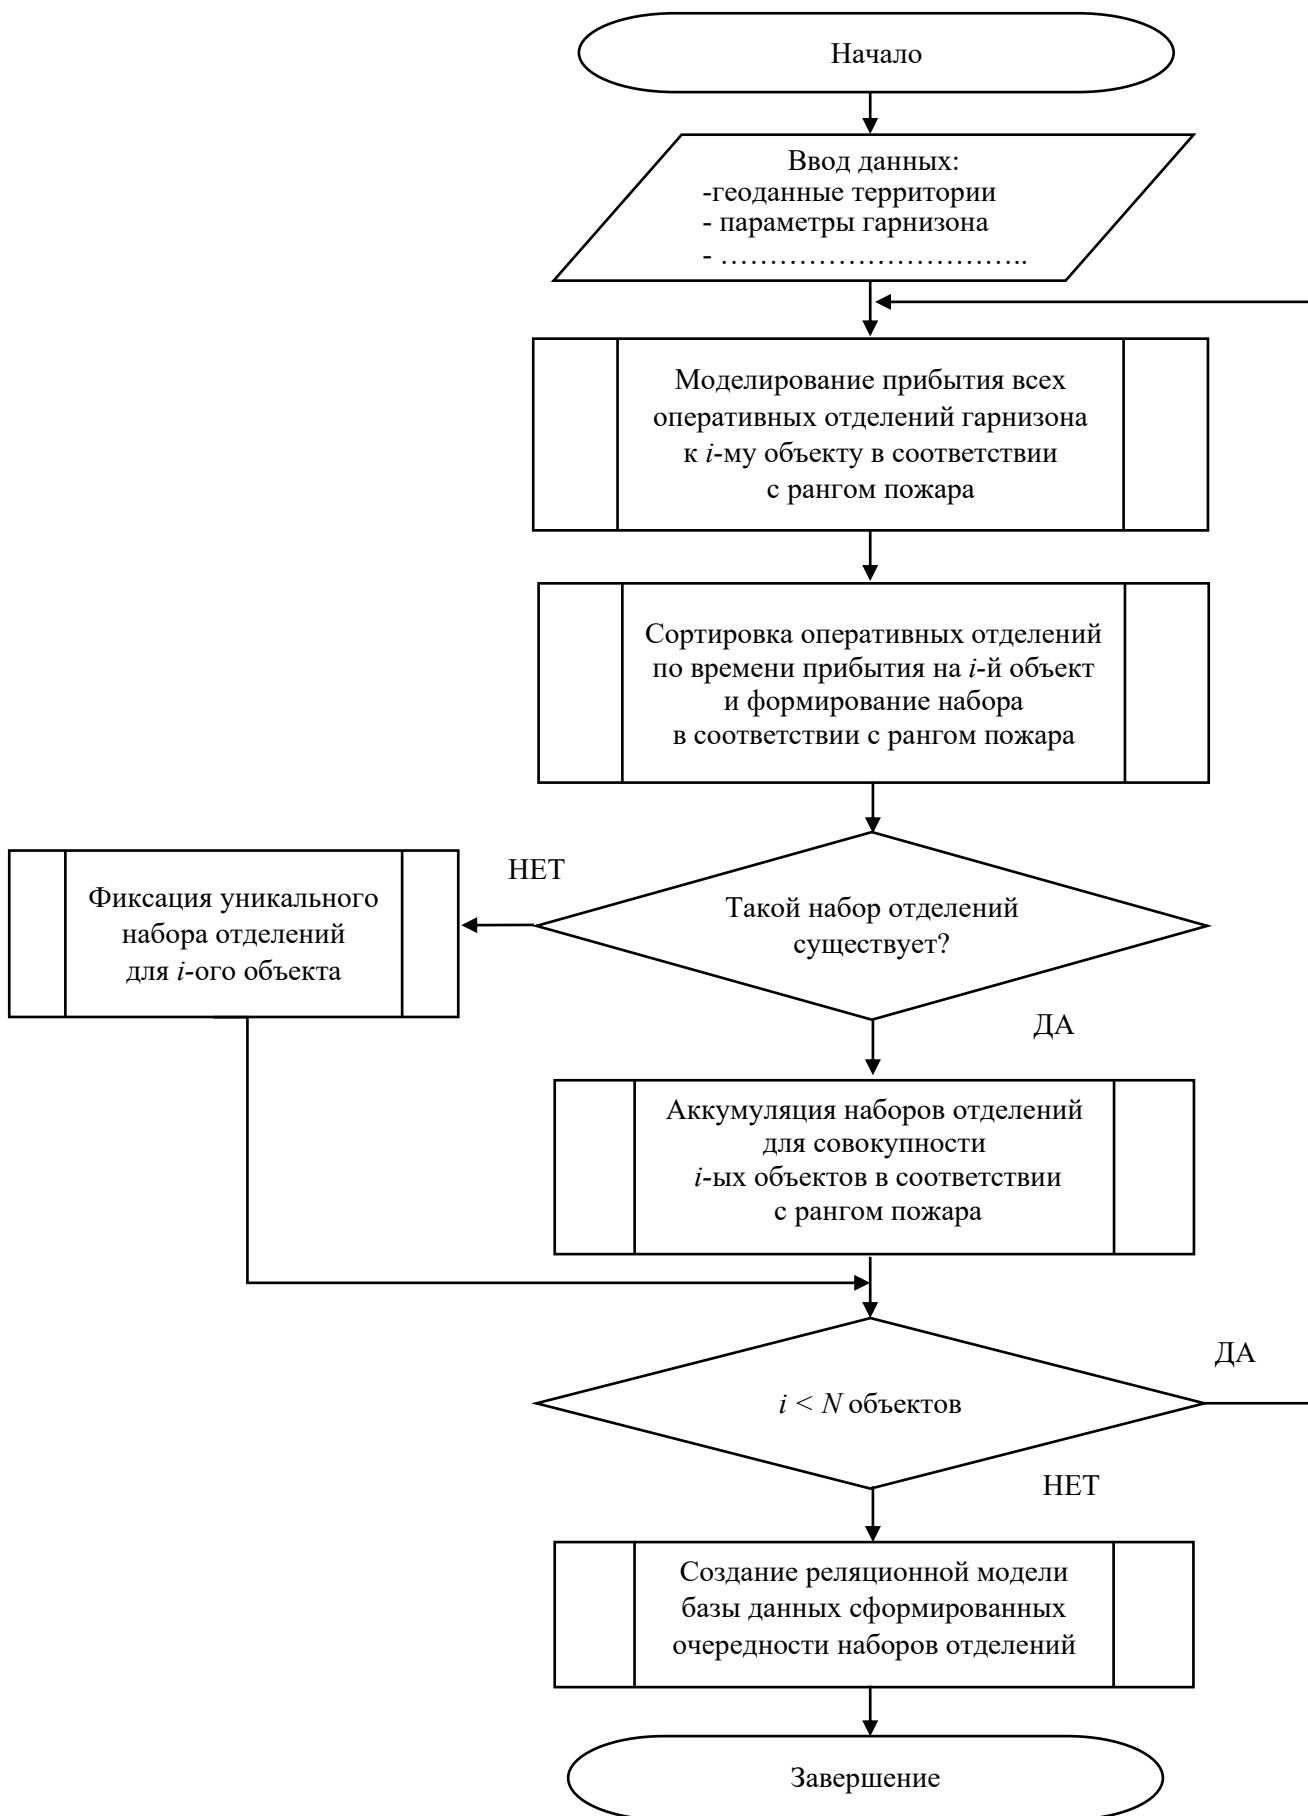 Начало
Ввод данных:
-геоданные территории
- параметры гарнизона
- …………………………..
Моделирование прибытия всех
оперативных отделений гарнизона
к i-му объекту в соответствии
с рангом пожара
Сортировка оперативных отделений
по времени прибытия на i-й объект
и формирование набора
в соответствии с рангом пожара
НЕТ
Такой набор отделений
существует?
Фиксация уникального
набора отделений
для i-ого объекта
ДА
Аккумуляция наборов отделений
для совокупности
i-ых объектов в соответствии
с рангом пожара
ДА
i < N объектов
НЕТ
Создание реляционной модели
базы данных сформированных
очередности наборов отделений
Завершение